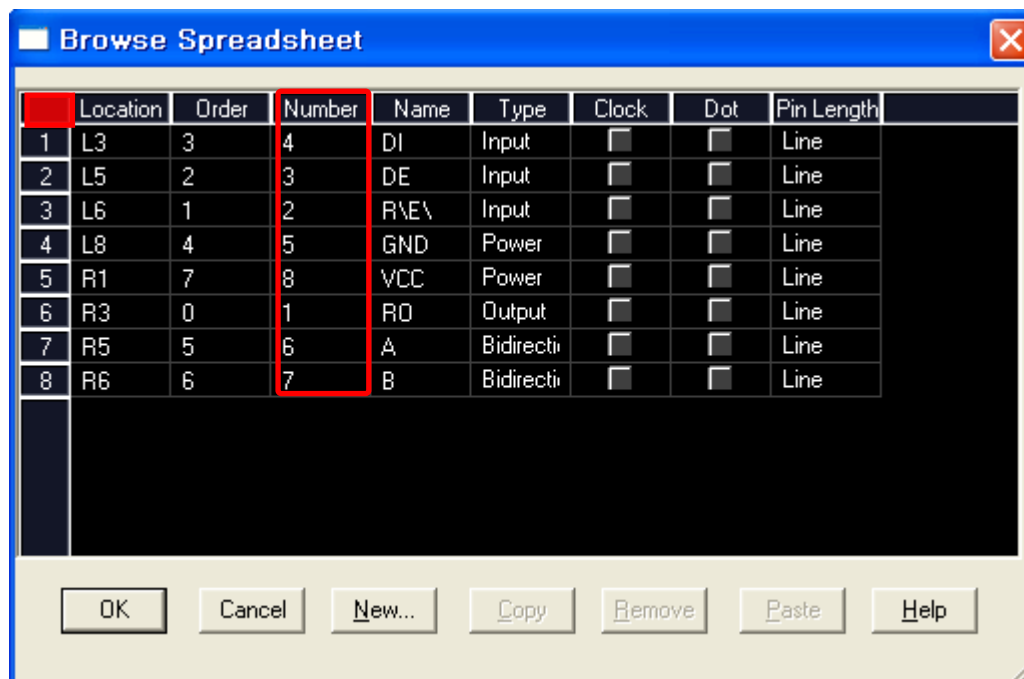 Browse Spreadsheet
Location Order Number Name Type Clock Dot Pin Length
1 L3 3 4 DI Input Line
2 L5 2 3 DE Input Line
3 L6 1 2 R\E\ Input Line
4 L8 4 5 GND Power Line
5 R1 7 8 VCC Power Line
6 R3 0 1 RO Output Line
7 R5 5 6 A Bidirecti Line
8 R6 6 7 B Bidirecti Line
OK Cancel New... Copy Remove Paste Help